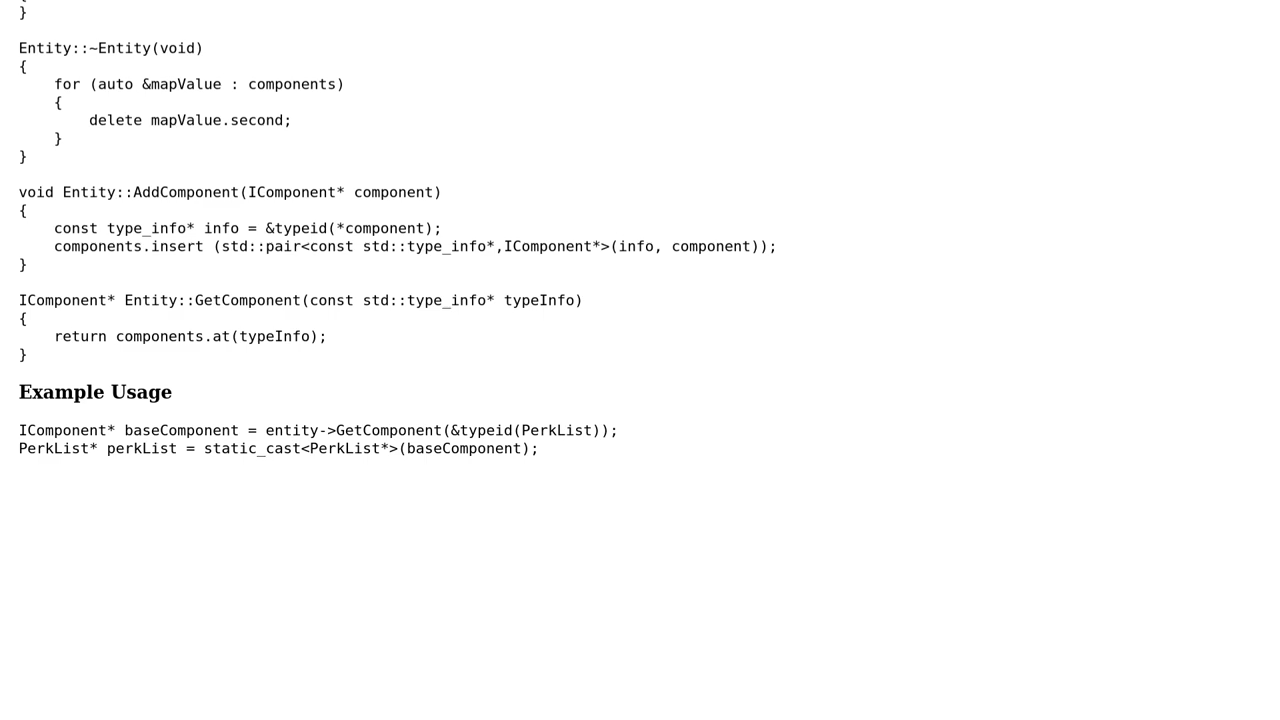 }

Entity::~Entity(void)
{
    for (auto &mapValue : components)
    {
        delete mapValue.second;
    }
}

void Entity::AddComponent(IComponent* component)
{
    const type_info* info = &typeid(*component);
    components.insert (std::pair<const std::type_info*,IComponent*>(info, component));
}

IComponent* Entity::GetComponent(const std::type_info* typeInfo)
{
    return components.at(typeInfo);
}

Example Usage

IComponent* baseComponent = entity->GetComponent(&typeid(PerkList));
PerkList* perkList = static_cast<PerkList*>(baseComponent);